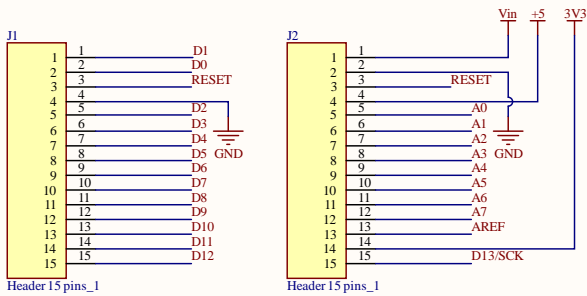 Vin +5 3V3
J1 J2
1 1 D1 1 1
2 2 D0 2 2
3 3 RESET 3 3 RESET
4 4 4 4
5 5 D2 5 5 A0
6 6 D3 6 6 A1
7 7 D4 7 7 A2
8 8 D5 GND 8 8 A3 GND
9 9 D6 9 9 A4
10 10 D7 10 10 A5
11 11 D8 11 11 A6
12 12 D9 12 12 A7
13 13 D10 13 13 AREF
14 14 D11 14 14
15 15 D12 15 15 D13/SCK
Header 15 pins_1 Header 15 pins_1